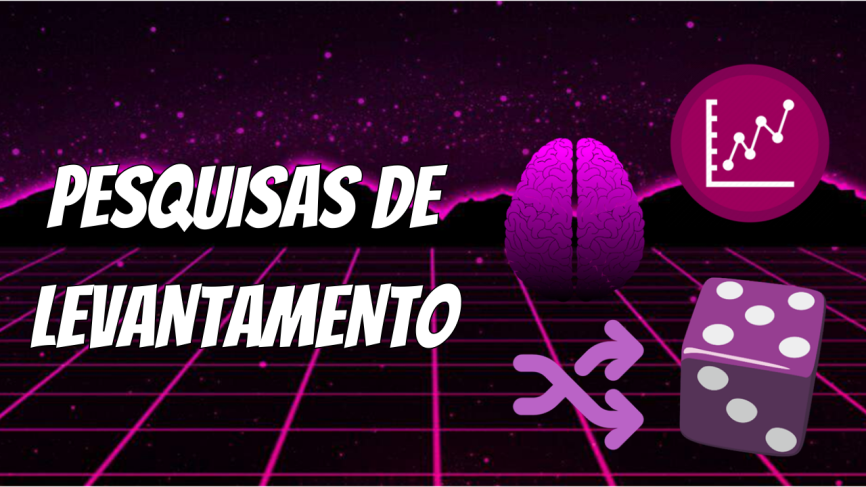 PESQUISAS DE
LEVANTAMENTO